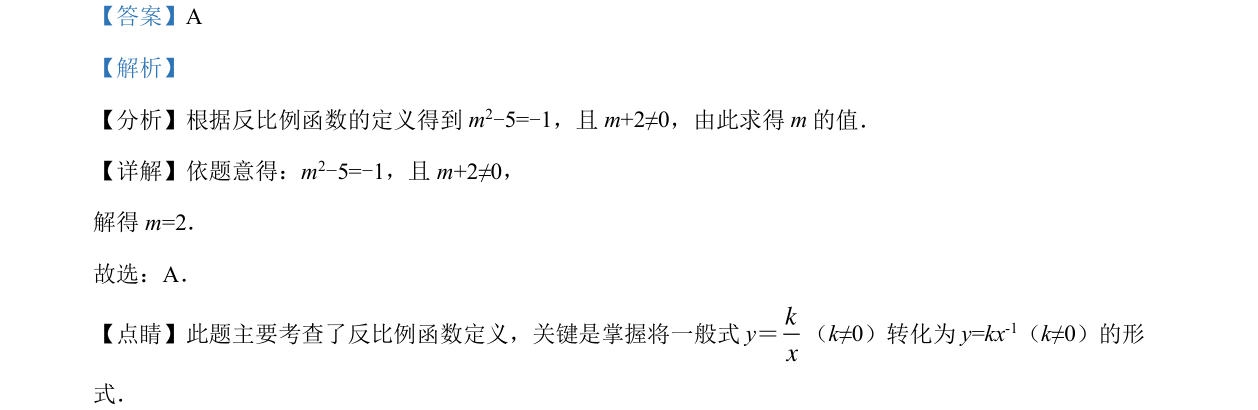 【答案】A
【解析】
【分析】根据反比例函数的定义得到 m²−5=−1，且 m+2≠0，由此求得 m 的值．
【详解】依题意得：m²−5=−1，且 m+2≠0，
解得 m=2．
故选：A．
【点睛】此题主要考查了反比例函数定义，关键是掌握将一般式 y＝k/x（k≠0）转化为 y=kx⁻¹（k≠0）的形
式．